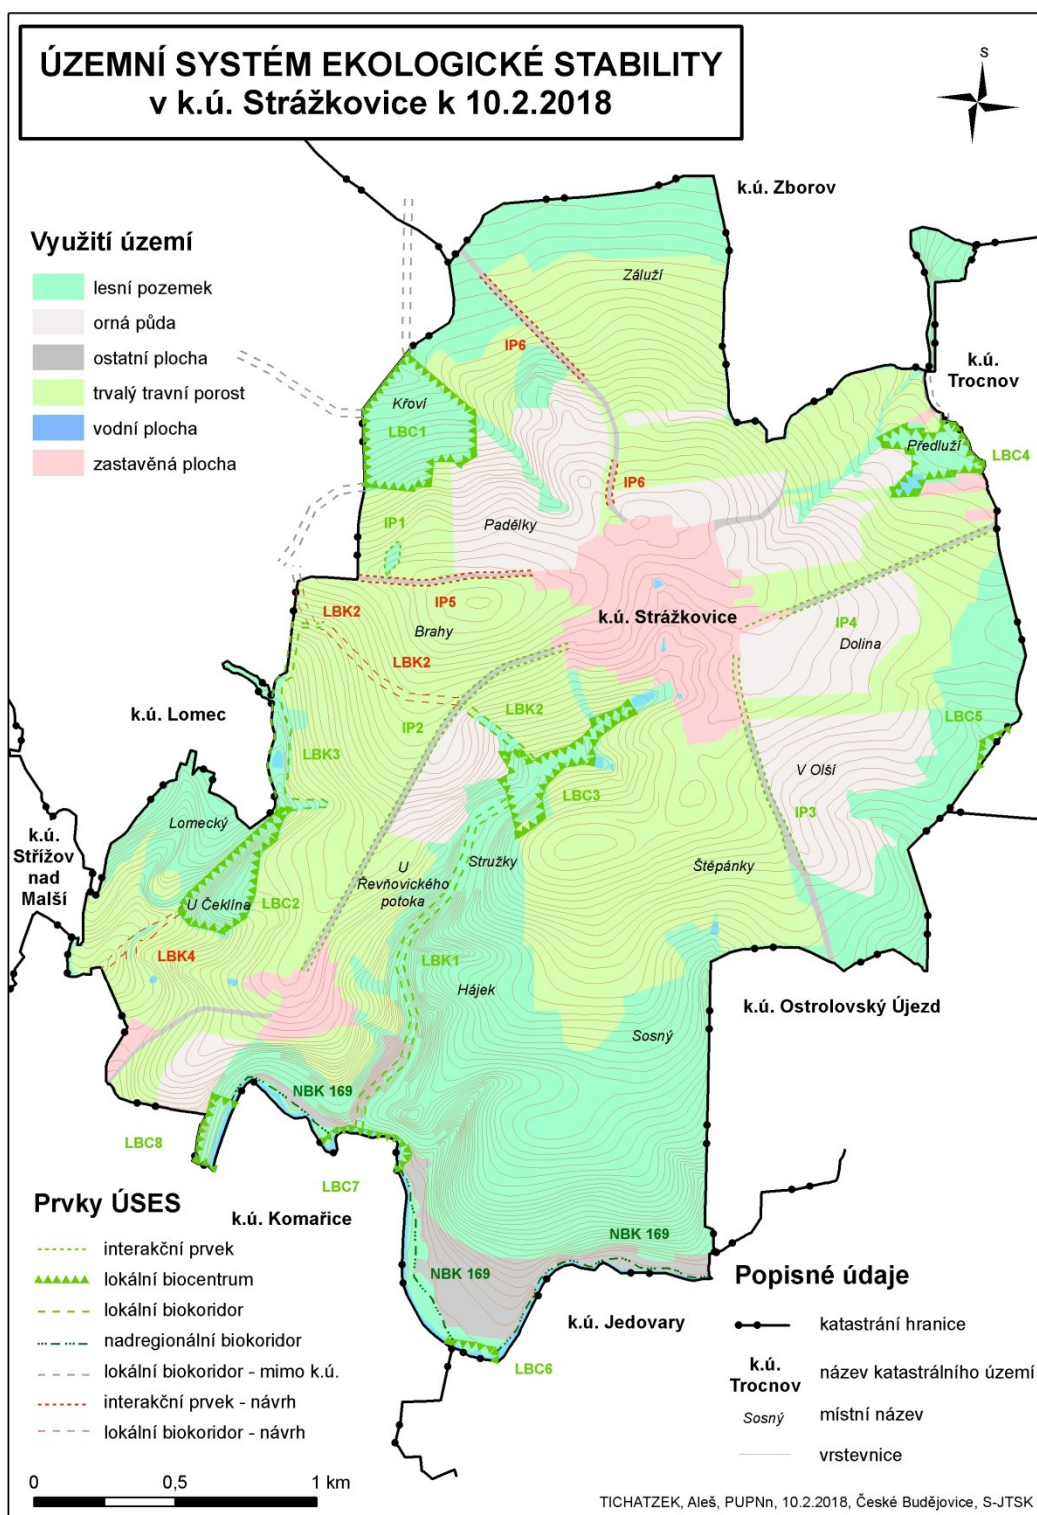 ÚZEMNÍ SYSTÉM EKOLOGICKÉ STABILITY
v k.ú. Strážkovice k 10.2.2018
S
k.ú. Zborov
Využití území
lesní pozemek
orná půda
ostatní plocha
trvalý travní porost
vodní plocha
zastavěná plocha
Záluží
IP6
k.ú.
Trocnov
Křoví
LBC1
Předluží
LBC4
IP6
IP1
Padělky
LBK2
IP5
Brahy
k.ú. Strážkovice
IP4
Dolina
LBK2
k.ú. Lomec
IP2
LBK2
LBC5
LBK3
V Olší
LBC3
IP3
Lomecký
k.ú.
Střížov
nad
Malší
U
Řevňovického
potoka
Stružky
Štěpánky
U Čeklína
LBC2
LBK4
LBK1
Hájek
k.ú. Ostrolovský Újezd
Sosný
NBK 169
LBC8
LBC7
k.ú. Komařice
NBK 169
NBK 169
k.ú. Jedovary
LBC6
Prvky ÚSES
interakční prvek
lokální biocentrum
lokální biokoridor
nadregionální biokoridor
lokální biokoridor - mimo k.ú.
interakční prvek - návrh
lokální biokoridor - návrh
Popisné údaje
katastrání hranice
k.ú.
Trocnov
název katastrálního území
Sosný
místní název
vrstevnice
0 0,5 1 km
TICHATZEK, Aleš, PUPNn, 10.2.2018, České Budějovice, S-JTSK